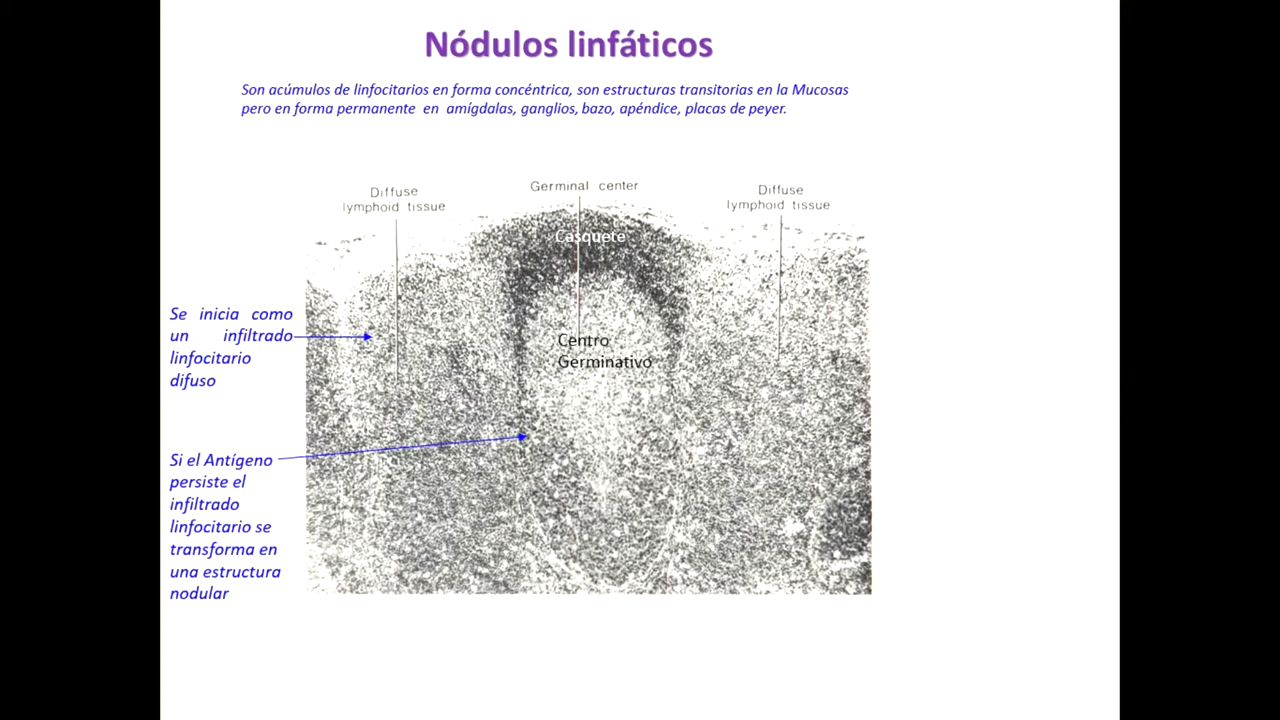 Nódulos linfáticos
Son acúmulos de linfocitarios en forma concéntrica, son estructuras transitorias en la Mucosas
pero en forma permanente en amígdalas, ganglios, bazo, apéndice, placas de peyer.
Diffuse
lymphoid tissue
Germinal center
Diffuse
lymphoid tissue
Casquete
Se inicia como
un infiltrado
linfocitario
difuso
Centro
Germinativo
Si el Antígeno
persiste el
infiltrado
linfocitario se
transforma en
una estructura
nodular